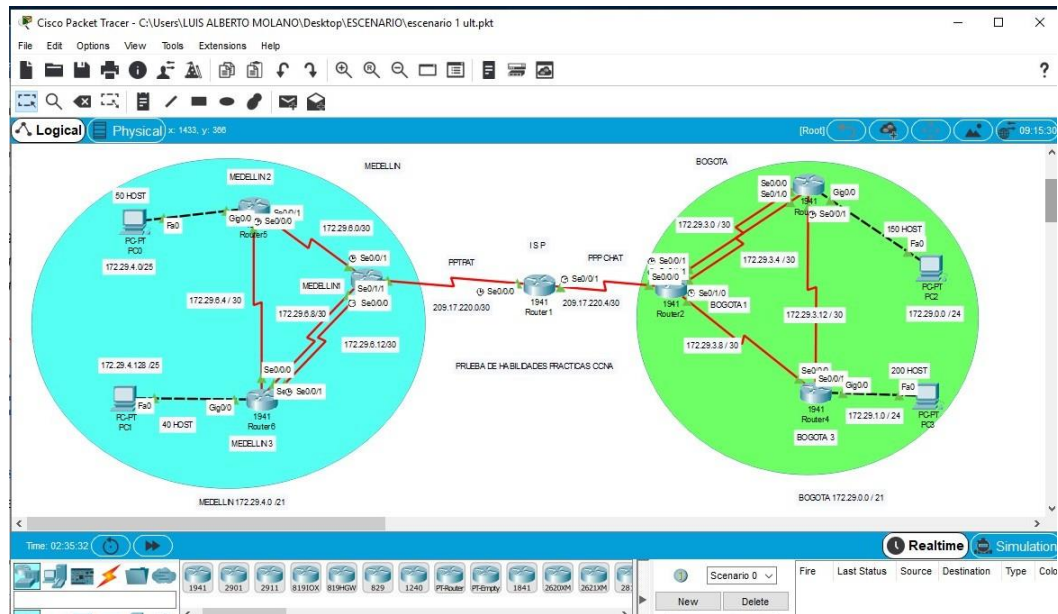 Cisco Packet Tracer - C:\Users\LUIS ALBERTO MOLANO\Desktop\ESCENARIO\escenario 1 ult.pkt
File Edit Options View Tools Extensions Help
?
Logical Physical x: 1433, y: 366 [Root] 09:15:30
MEDELLIN
BOGOTA
MEDELLIN 2
50 HOST
Fa0
Gig0/0
Se0/0/1
Se0/0/0
Router5
PC-PT
PC0
172.29.4.0/25
172.29.6.0/30
Se0/0/1
MEDELLIN1
Se0/1/1
Se0/0/0
172.29.6.4 / 30
172.29.6.8/30
172.29.6.12/30
172.29.4.128 /25
Se0/0/0
Se0/0/1
Fa0
Gig0/0
PC-PT
PC1
40 HOST
1941
Router6
MEDELLIN 3
MEDELLIN 172.29.4.0 /21
I S P
PPTPAT
PPP CHAT
Se0/0/0
Se0/0/1
1941
Router1
209.17.220.0/30
209.17.220.4/30
PRUEBA DE HABILIDADES PRACTICAS CCNA
Se0/0/0
Se0/1/0
Gig0/0
1941
Se0/0/1
172.29.3.0 / 30
150 HOST
Fa0
172.29.3.4 / 30
PC-PT
PC2
172.29.0.0 / 24
Se0/0/1
Se0/0/0
Se0/1/0
1941
Router2
BOGOTA 1
172.29.3.12 / 30
172.29.3.8 / 30
200 HOST
Se0/0/1
Gig0/0
Fa0
1941
Router4
PC-PT
PC3
172.29.1.0 / 24
BOGOTA 3
BOGOTA 172.29.0.0 / 21
Time: 02:35:32
Realtime Simulation
1941 2901 2911 819IOX 819HGW 829 1240 PT-Router PT-Empty 1841 2620XM 2621XM 281
Scenario 0
New Delete
Fire Last Status Source Destination Type Colo